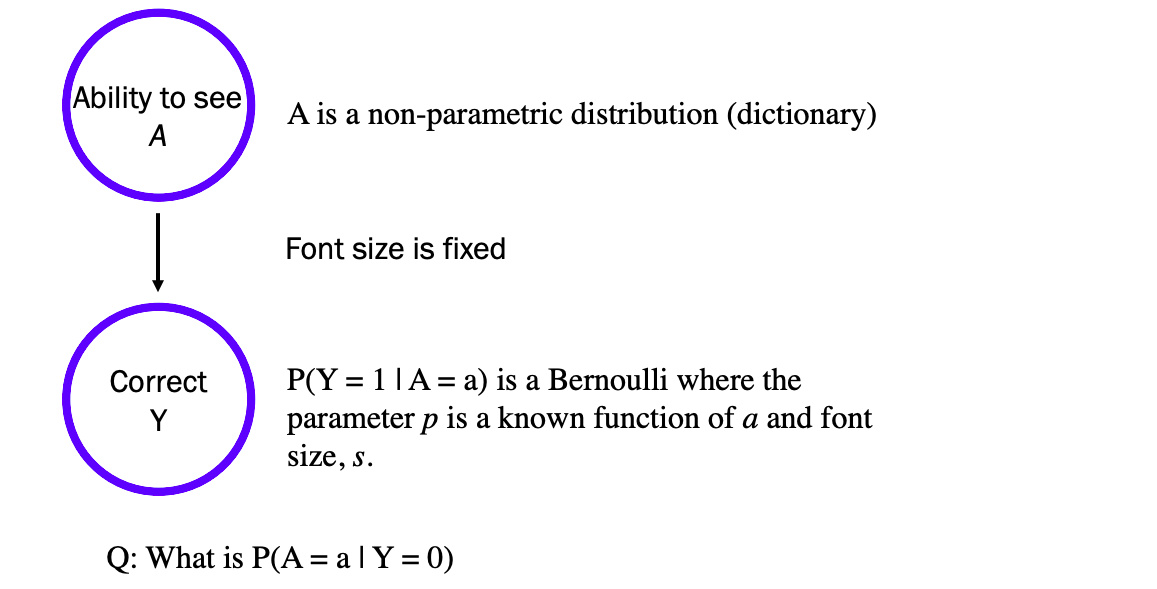 Ability to see
A
A is a non-parametric distribution (dictionary)
Font size is fixed
Correct
Y
P(Y = 1 | A = a) is a Bernoulli where the
parameter p is a known function of a and font
size, s.
Q: What is P(A = a | Y = 0)